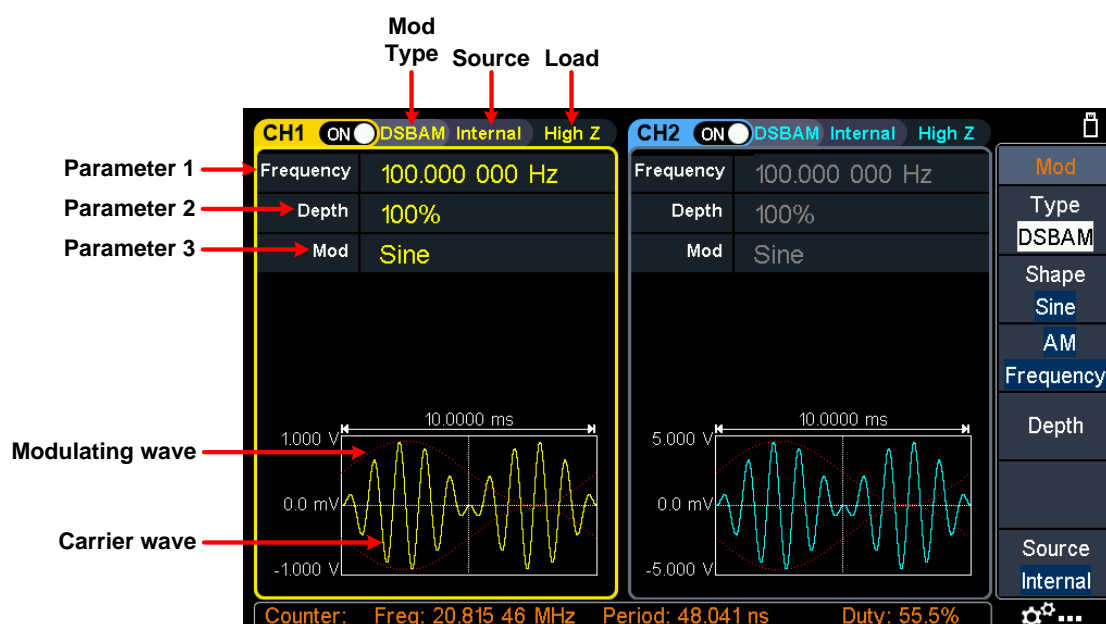 Mod
Type Source Load
CH1 ON DSBAM Internal High Z
CH2 ON DSBAM Internal High Z
Parameter 1
Frequency 100.000 000 Hz
Parameter 2
Depth 100%
Parameter 3
Mod Sine
Frequency 100.000 000 Hz
Depth 100%
Mod Sine
Mod
Type
DSBAM
Shape
Sine
AM
Frequency
Depth
Source
Internal
10.0000 ms
1.000 V
0.0 mV
-1.000 V
Modulating wave
Carrier wave
10.0000 ms
5.000 V
0.0 mV
-5.000 V
Counter: Freq: 20.815 46 MHz Period: 48.041 ns Duty: 55.5%